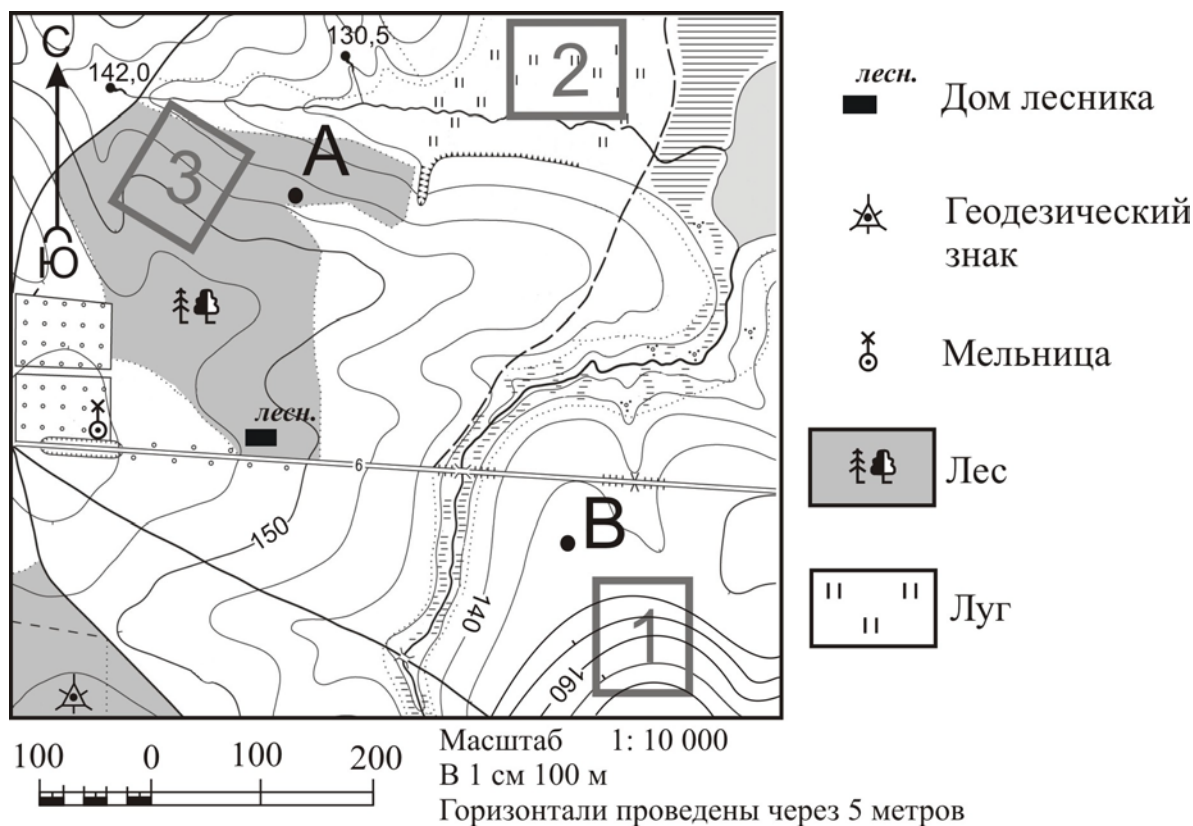 С
142,0
130,5
2
3
А
Ю
лесн.
6
150
В
140
1
160
лесн.
Дом лесника
Геодезический
знак
Мельница
Лес
Луг
100 0 100 200
Масштаб 1: 10 000
В 1 см 100 м
Горизонтали проведены через 5 метров